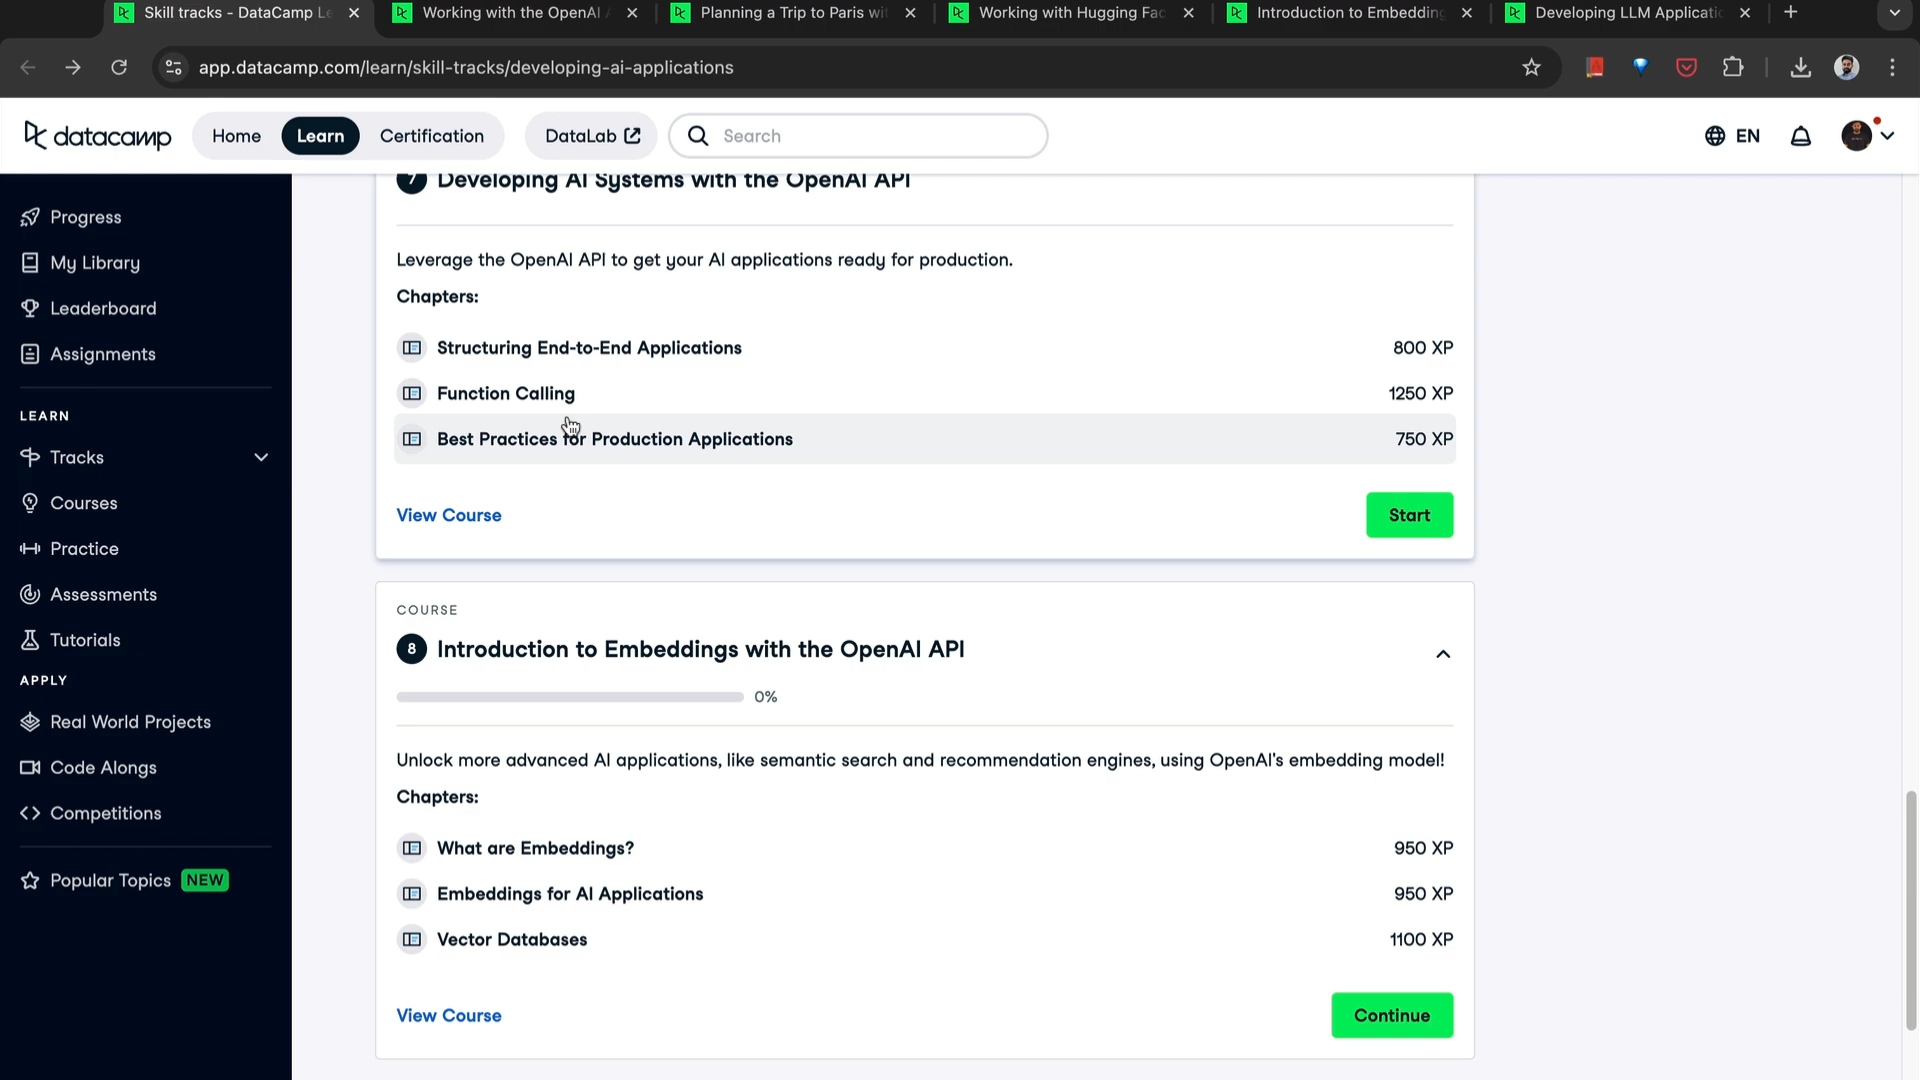 Skill tracks - DataCamp Le
Working with the OpenAI A
Planning a Trip to Paris wit
Working with Hugging Fac
Introduction to Embedding
Developing LLM Applicatio
app.datacamp.com/learn/skill-tracks/developing-ai-applications
datacamp
Home
Learn
Certification
DataLab
Search
EN
Progress
My Library
Leaderboard
Assignments
LEARN
Tracks
Courses
Practice
Assessments
Tutorials
APPLY
Real World Projects
Code Alongs
Competitions
Popular Topics NEW
7 Developing AI Systems with the OpenAI API
Leverage the OpenAI API to get your AI applications ready for production.
Chapters:
Structuring End-to-End Applications 800 XP
Function Calling 1250 XP
Best Practices for Production Applications 750 XP
View Course
Start
COURSE
8 Introduction to Embeddings with the OpenAI API
0%
Unlock more advanced AI applications, like semantic search and recommendation engines, using OpenAI's embedding model!
Chapters:
What are Embeddings? 950 XP
Embeddings for AI Applications 950 XP
Vector Databases 1100 XP
View Course
Continue